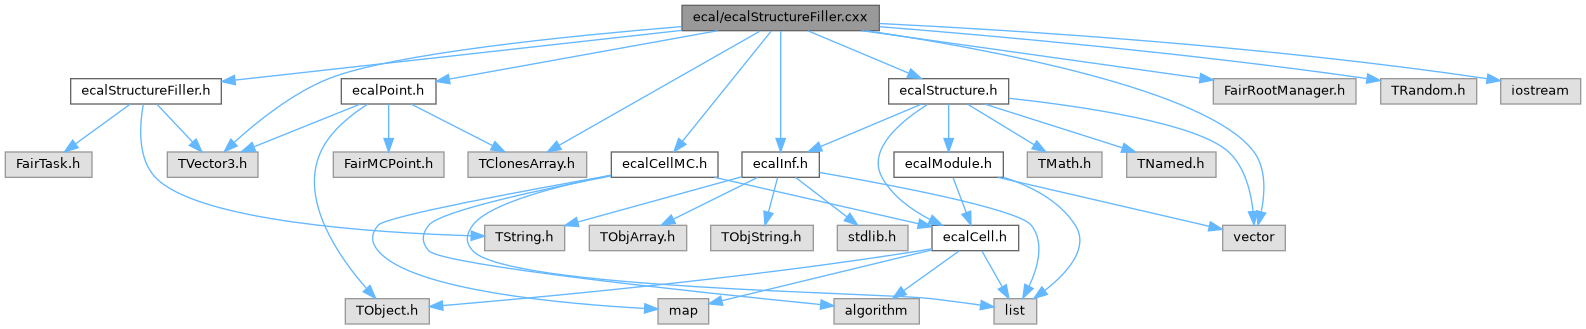 ecal/ecalStructureFiller.cxx
ecalStructureFiller.h
ecalPoint.h
ecalStructure.h
FairRootManager.h
TRandom.h
iostream
FairTask.h
TVector3.h
FairMCPoint.h
TClonesArray.h
ecalCellMC.h
ecalInf.h
ecalModule.h
TMath.h
TNamed.h
TString.h
TObjArray.h
TObjString.h
stdlib.h
ecalCell.h
vector
TObject.h
map
algorithm
list